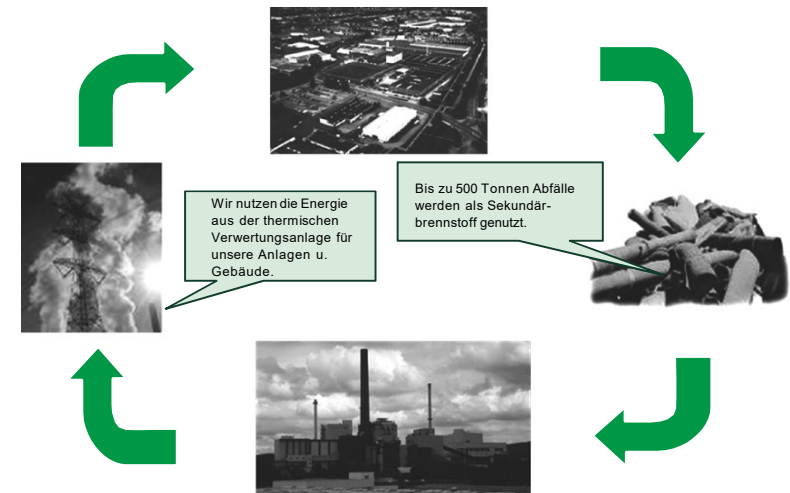 Wir nutzen die Energie
aus der thermischen
Verwertungsanlage für
unsere Anlagen u.
Gebäude.
Bis zu 500 Tonnen Abfälle
werden als Sekundär-
brennstoff genutzt.